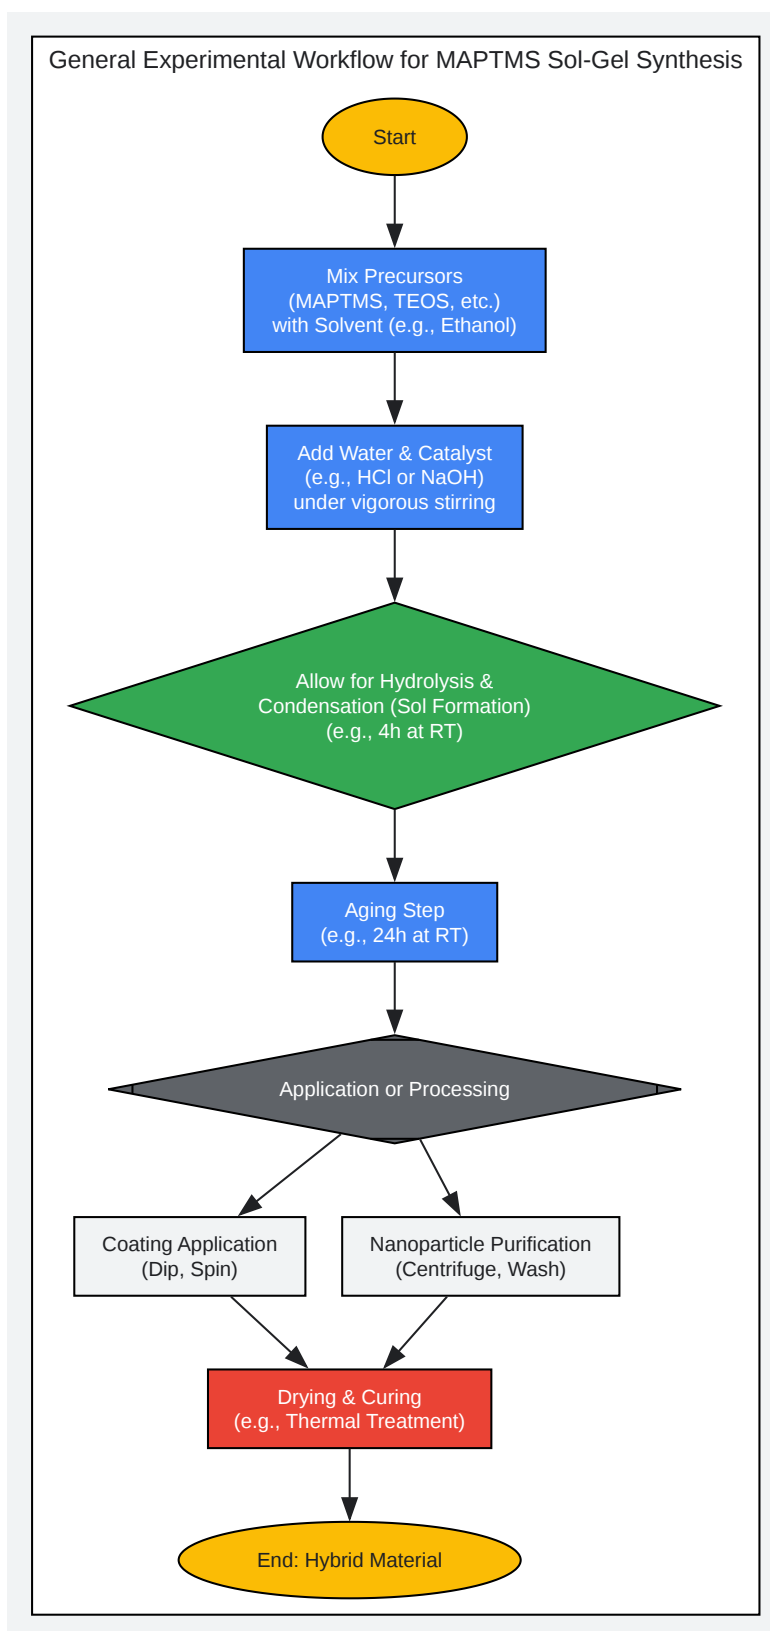 General Experimental Workflow for MAPTMS Sol-Gel Synthesis
Start
Mix Precursors
(MAPTMS, TEOS, etc.)
with Solvent (e.g., Ethanol)
Add Water & Catalyst
(e.g., HCl or NaOH)
under vigorous stirring
Allow for Hydrolysis &
Condensation (Sol Formation)
(e.g., 4h at RT)
Aging Step
(e.g., 24h at RT)
Application or Processing
Coating Application
(Dip, Spin)
Nanoparticle Purification
(Centrifuge, Wash)
Drying & Curing
(e.g., Thermal Treatment)
End: Hybrid Material